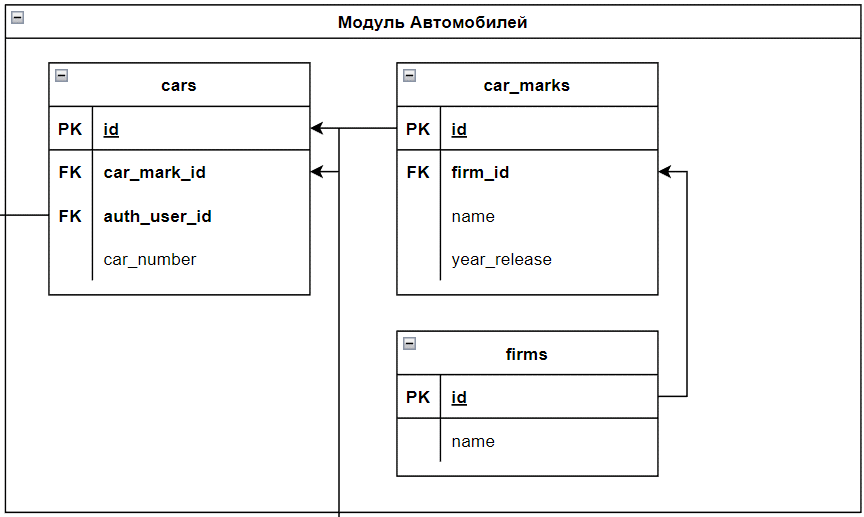 Модуль Автомобилей
cars
PK id
FK car_mark_id
FK auth_user_id
car_number
car_marks
PK id
FK firm_id
name
year_release
firms
PK id
name